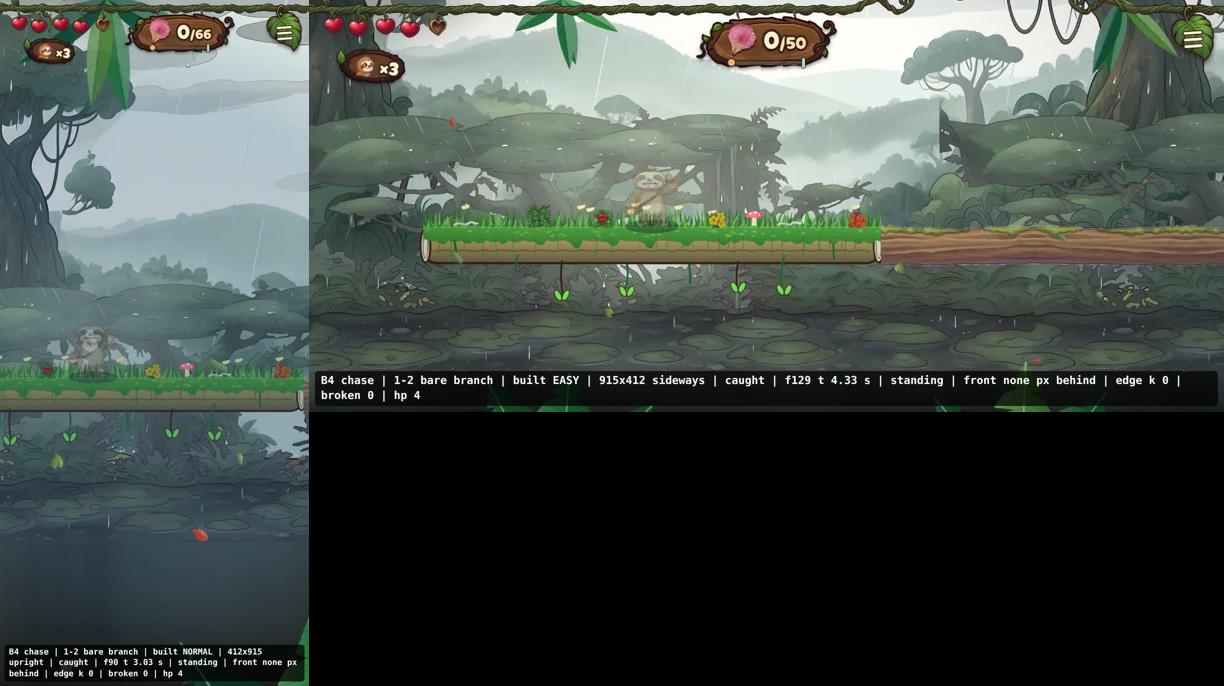 0/66
x3
B4 chase | 1-2 bare branch | built NORMAL | 412x915
upright | caught | f90 t 3.03 s | standing | front none px
behind | edge k 0 | broken 0 | hp 4
0/50
x3
B4 chase | 1-2 bare branch | built EASY | 915x412 sideways | caught | f129 t 4.33 s | standing | front none px behind | edge k 0 |
broken 0 | hp 4